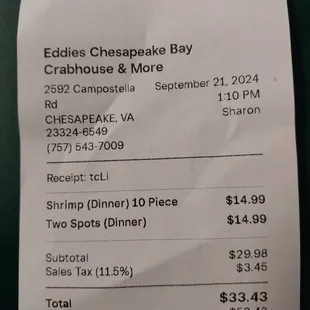 Eddies Chesapeake Bay
Crabhouse & More
2592 Campostella September 21, 2024
Rd 1:10 PM
CHESAPEAKE, VA Sharon
23324-6549
(757) 543-7009
Receipt: tcLi
Shrimp (Dinner) 10 Piece $14.99
Two Spots (Dinner) $14.99
Subtotal $29.98
Sales Tax (11.5%) $3.45
Total $33.43